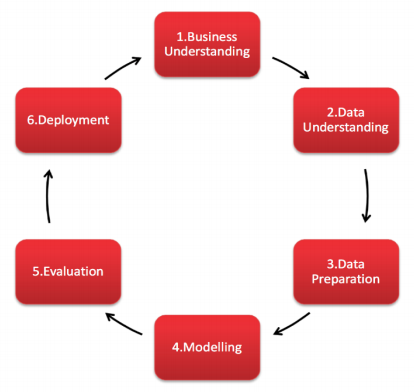 1.Business
Understanding
2.Data
Understanding
3.Data
Preparation
4.Modelling
5.Evaluation
6.Deployment